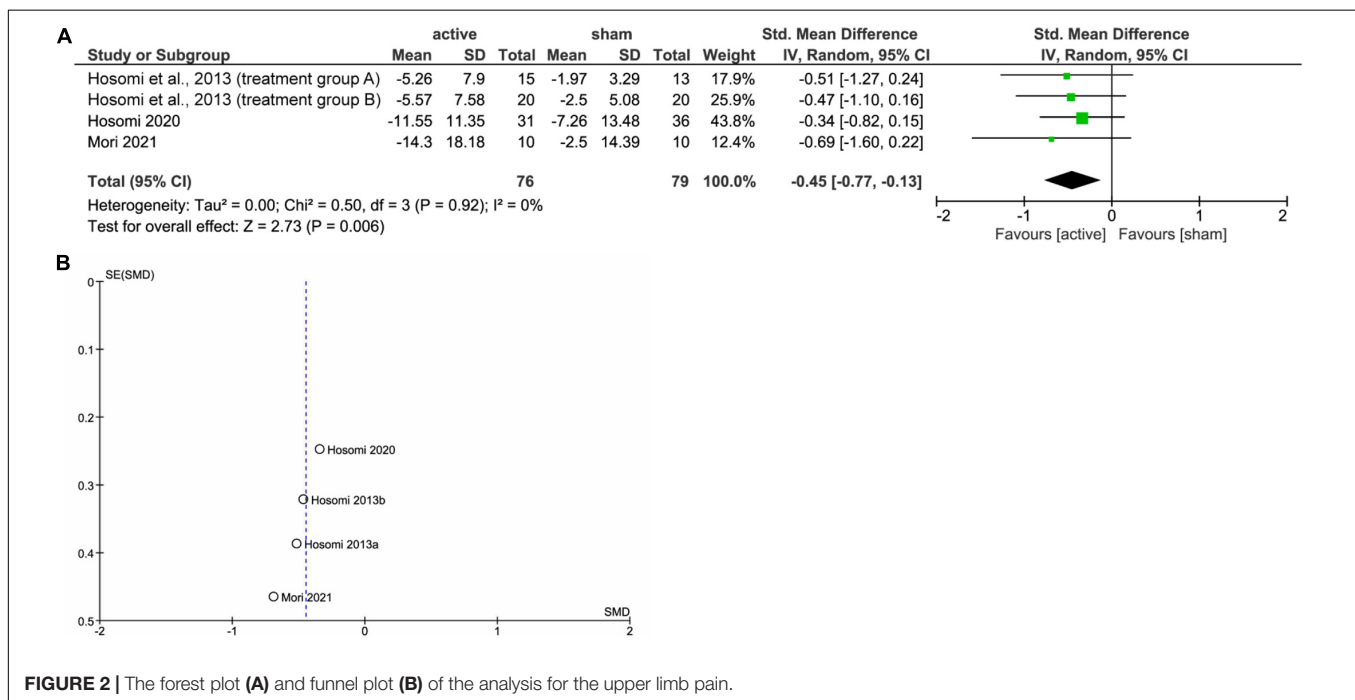 A
active sham Std. Mean Difference Std. Mean Difference
Study or Subgroup Mean SD Total Mean SD Total Weight IV, Random, 95% CI IV, Random, 95% CI
Hosomi et al., 2013 (treatment group A) -5.26 7.9 15 -1.97 3.29 13 17.9% -0.51 [-1.27, 0.24]
Hosomi et al., 2013 (treatment group B) -5.57 7.58 20 -2.5 5.08 20 25.9% -0.47 [-1.10, 0.16]
Hosomi 2020 -11.55 11.35 31 -7.26 13.48 36 43.8% -0.34 [-0.82, 0.15]
Mori 2021 -14.3 18.18 10 -2.5 14.39 10 12.4% -0.69 [-1.60, 0.22]
Total (95% CI) 76 79 100.0% -0.45 [-0.77, -0.13]
Heterogeneity: Tau² = 0.00; Chi² = 0.50, df = 3 (P = 0.92); I² = 0%
Test for overall effect: Z = 2.73 (P = 0.006)
-2 -1 0 1 2
Favours [active] Favours [sham]
B
SE(SMD)
0
0.1
0.2
Hosomi 2020
0.3
Hosomi 2013b
Hosomi 2013a
0.4
Mori 2021
SMD
0.5
-2 -1 0 1 2
FIGURE 2 | The forest plot (A) and funnel plot (B) of the analysis for the upper limb pain.